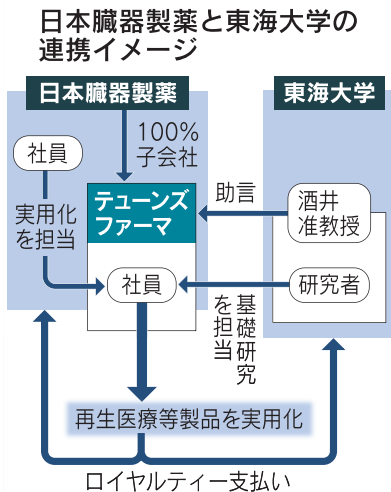 日本臓器製薬と東海大学の
連携イメージ
日本臓器製薬
東海大学
100%
子会社
社員
実用化
を担当
テューンズ
ファーマ
助言
酒井
准教授
社員
研究者
基礎研究
を担当
再生医療等製品を実用化
ロイヤルティー支払い